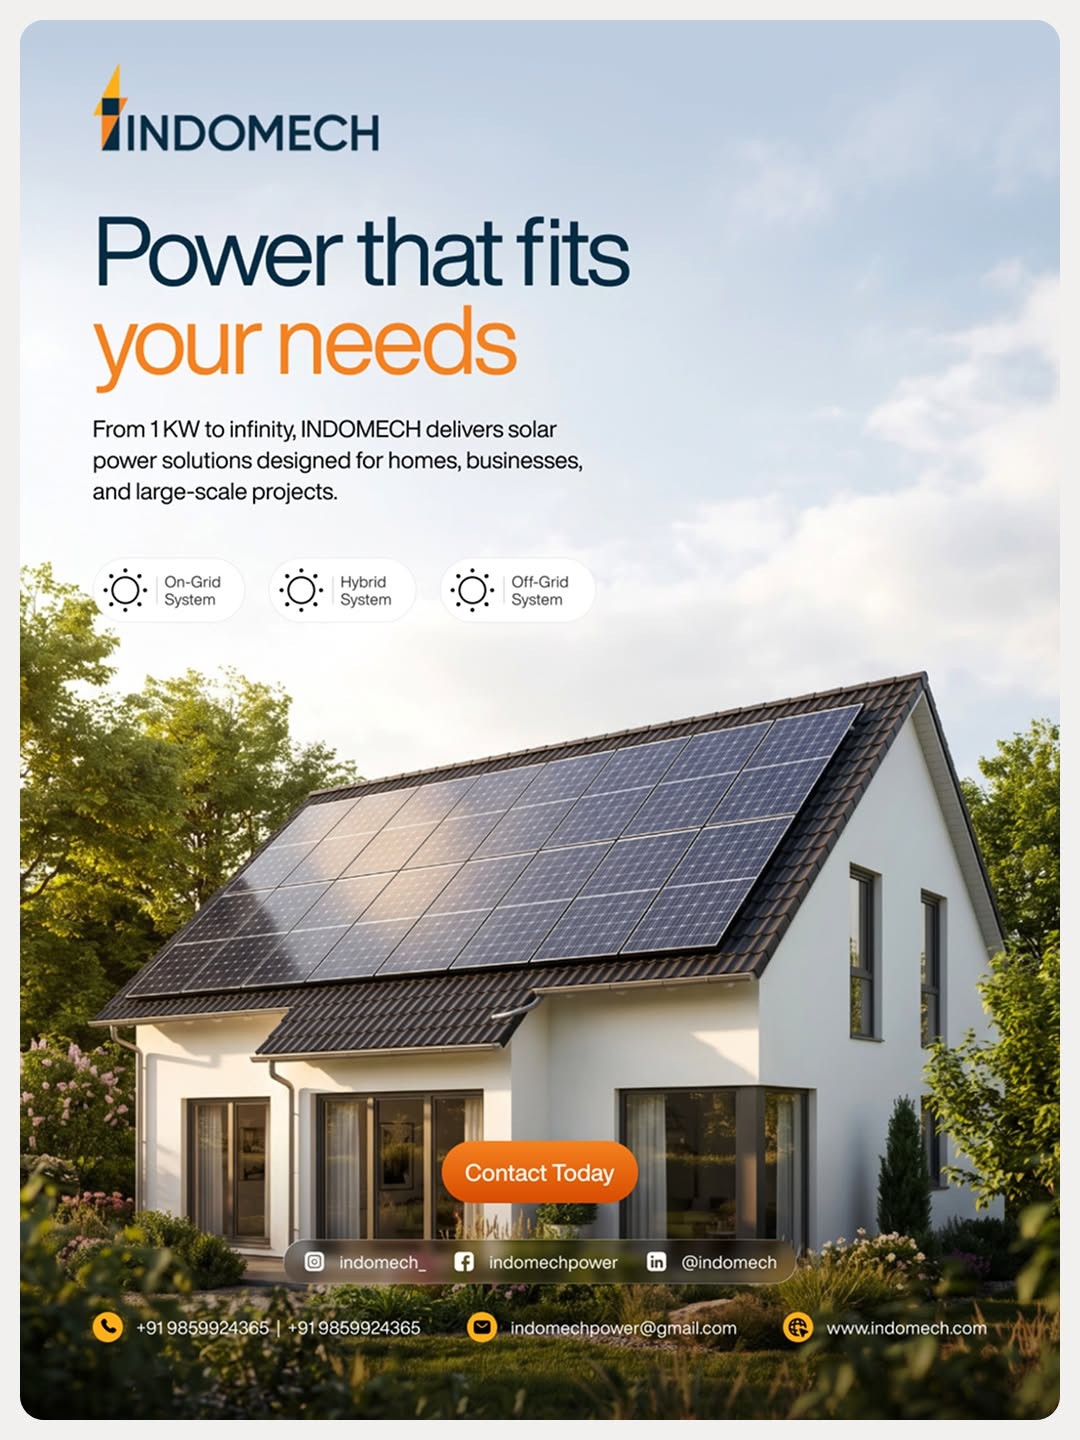 INDOMECH
Power that fits
your needs
From 1 KW to infinity, INDOMECH delivers solar
power solutions designed for homes, businesses,
and large-scale projects.
On-Grid
System
Hybrid
System
Off-Grid
System
Contact Today
indomech_ indomechpower @indomech
+91 9859924365 | +91 9859924365 indomechpower@gmail.com www.indomech.com